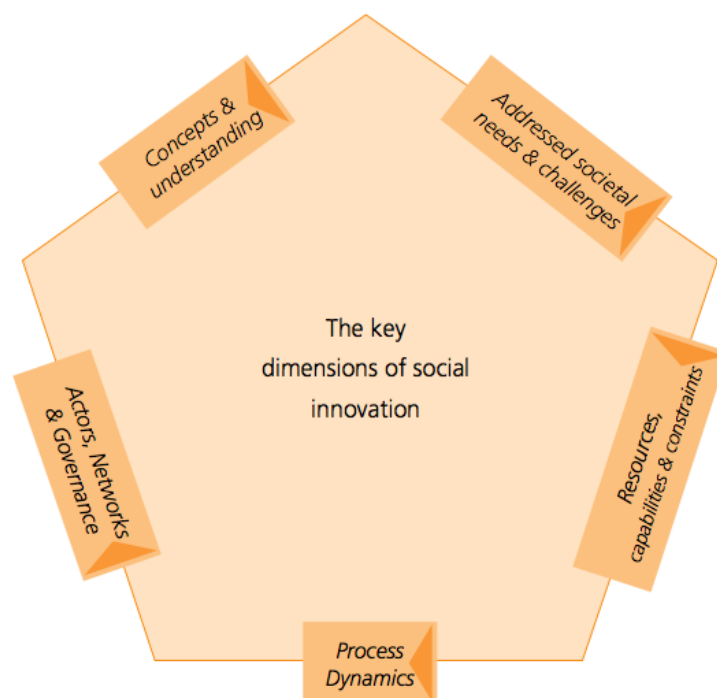 Concepts &
understanding
Addressed societal
needs & challenges
The key
dimensions of social
innovation
Actors, Networks
& Governance
Resources,
capabilities & constraints
Process
Dynamics